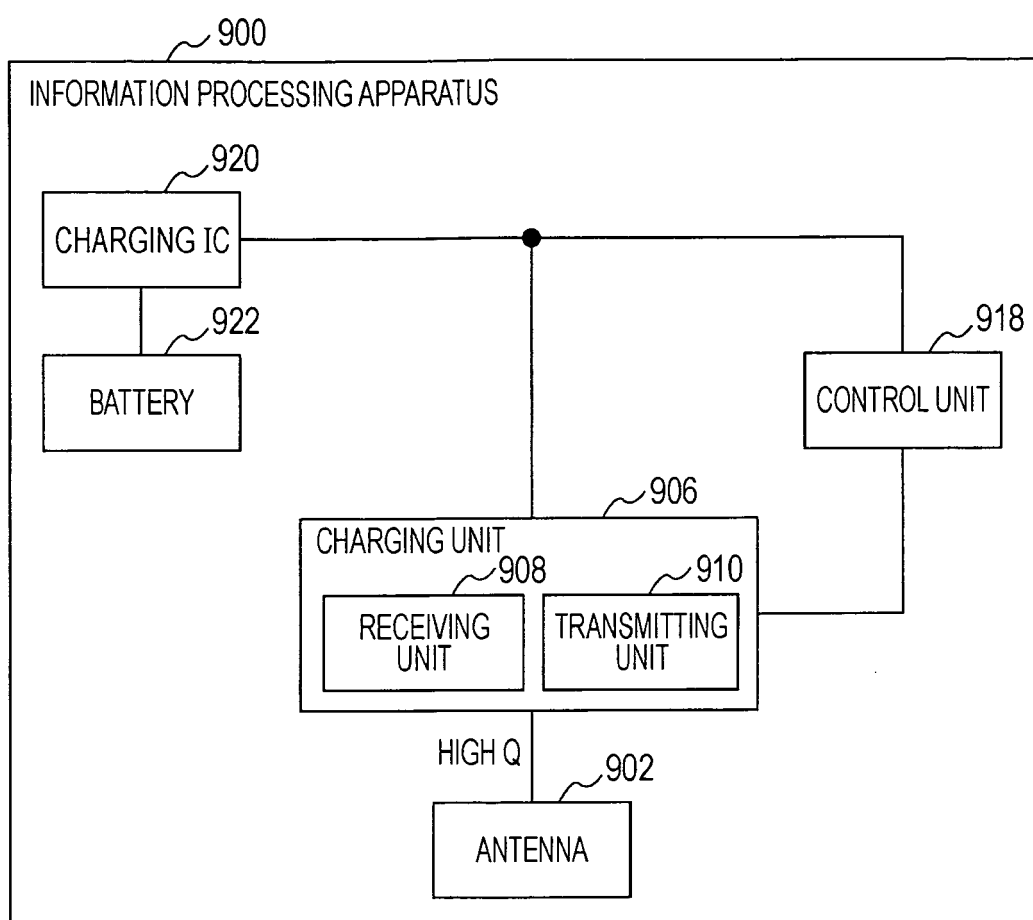 900
INFORMATION PROCESSING APPARATUS
920
CHARGING IC
922
BATTERY
918
CONTROL UNIT
906
CHARGING UNIT
908
RECEIVING
UNIT
910
TRANSMITTING
UNIT
HIGH Q
902
ANTENNA